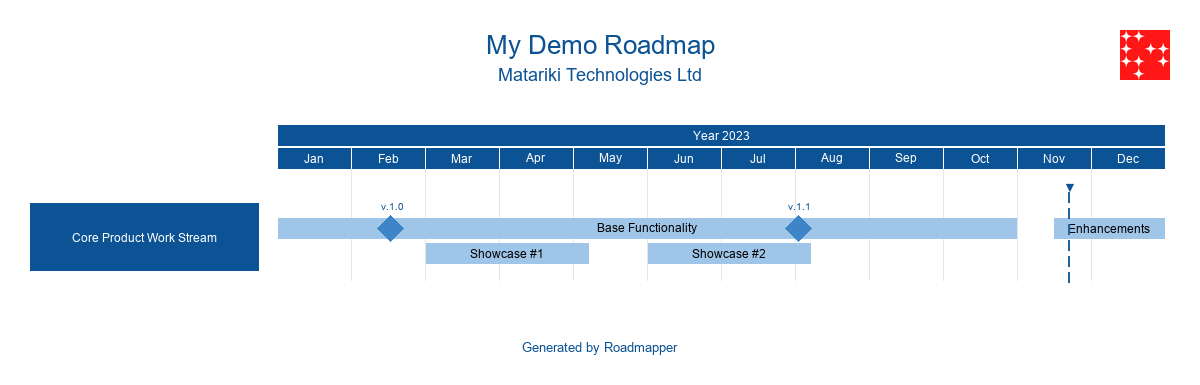 My Demo Roadmap
Matariki Technologies Ltd
Year 2023
Jan Feb Mar Apr May Jun Jul Aug Sep Oct Nov Dec
v.1.0 v.1.1
Core Product Work Stream
Base Functionality Enhancements
Showcase #1 Showcase #2
Generated by Roadmapper